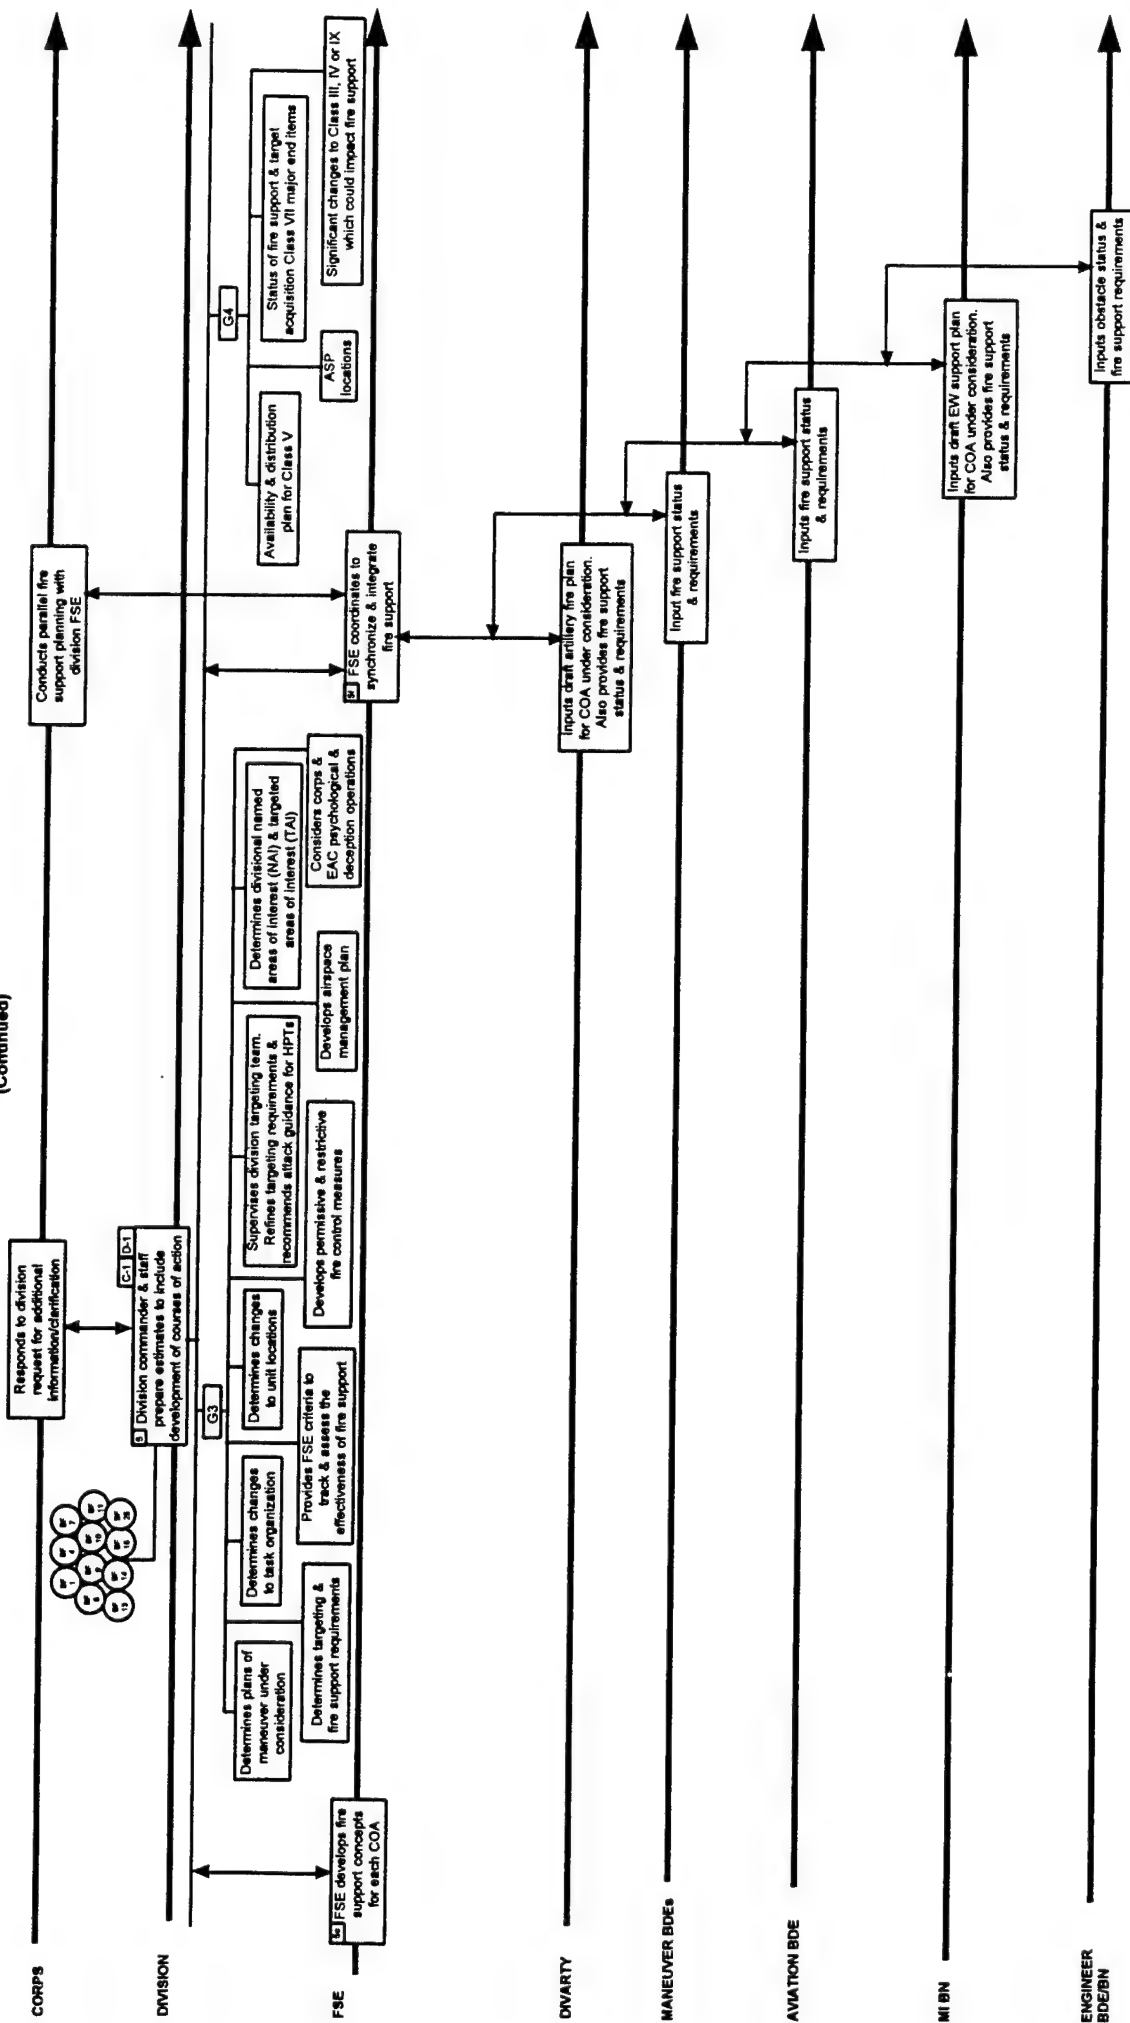 (Continued)
CORPS
Responds to division
request for additional
information/clarification
Conducts parallel fire
support planning with
division FSE
DIVISION
C-1 D-1
5 Division commander & staff
prepare estimates to include
development of courses of action
G3
Determines plans of
maneuver under
consideration
Determines targeting &
fire support requirements
Determines changes
to task organization
Provides FSE criteria to
track & assess the
effectiveness of fire support
Determines changes
to unit locations
Develops permissive & restrictive
fire control measures
Supervises division targeting team.
Refines targeting requirements &
recommends attack guidance for HPTs
Develops airspace
management plan
Determines divisional named
areas of interest (NAI) & targeted
areas of interest (TAI)
Considers corps &
EAC psychological &
deception operations
G4
Availability & distribution
plan for Class V
ASP
locations
Status of fire support & target
acquisition Class VII major end items
Significant changes to Class III, IV or IX
which could impact fire support
FSE
FSE develops fire
support concepts
for each COA
FSE coordinates to
synchronize & integrate
fire support
DIVARTY
Inputs draft artillery fire plan
for COA under consideration.
Also provides fire support
status & requirements
MANEUVER BDEs
Input fire support status
& requirements
AVIATION BDE
Inputs fire support status
& requirements
MI BN
Inputs draft EW support plan
for COA under consideration.
Also provides fire support
status & requirements
ENGINEER
BDE/BN
Inputs obstacle status &
fire support requirements